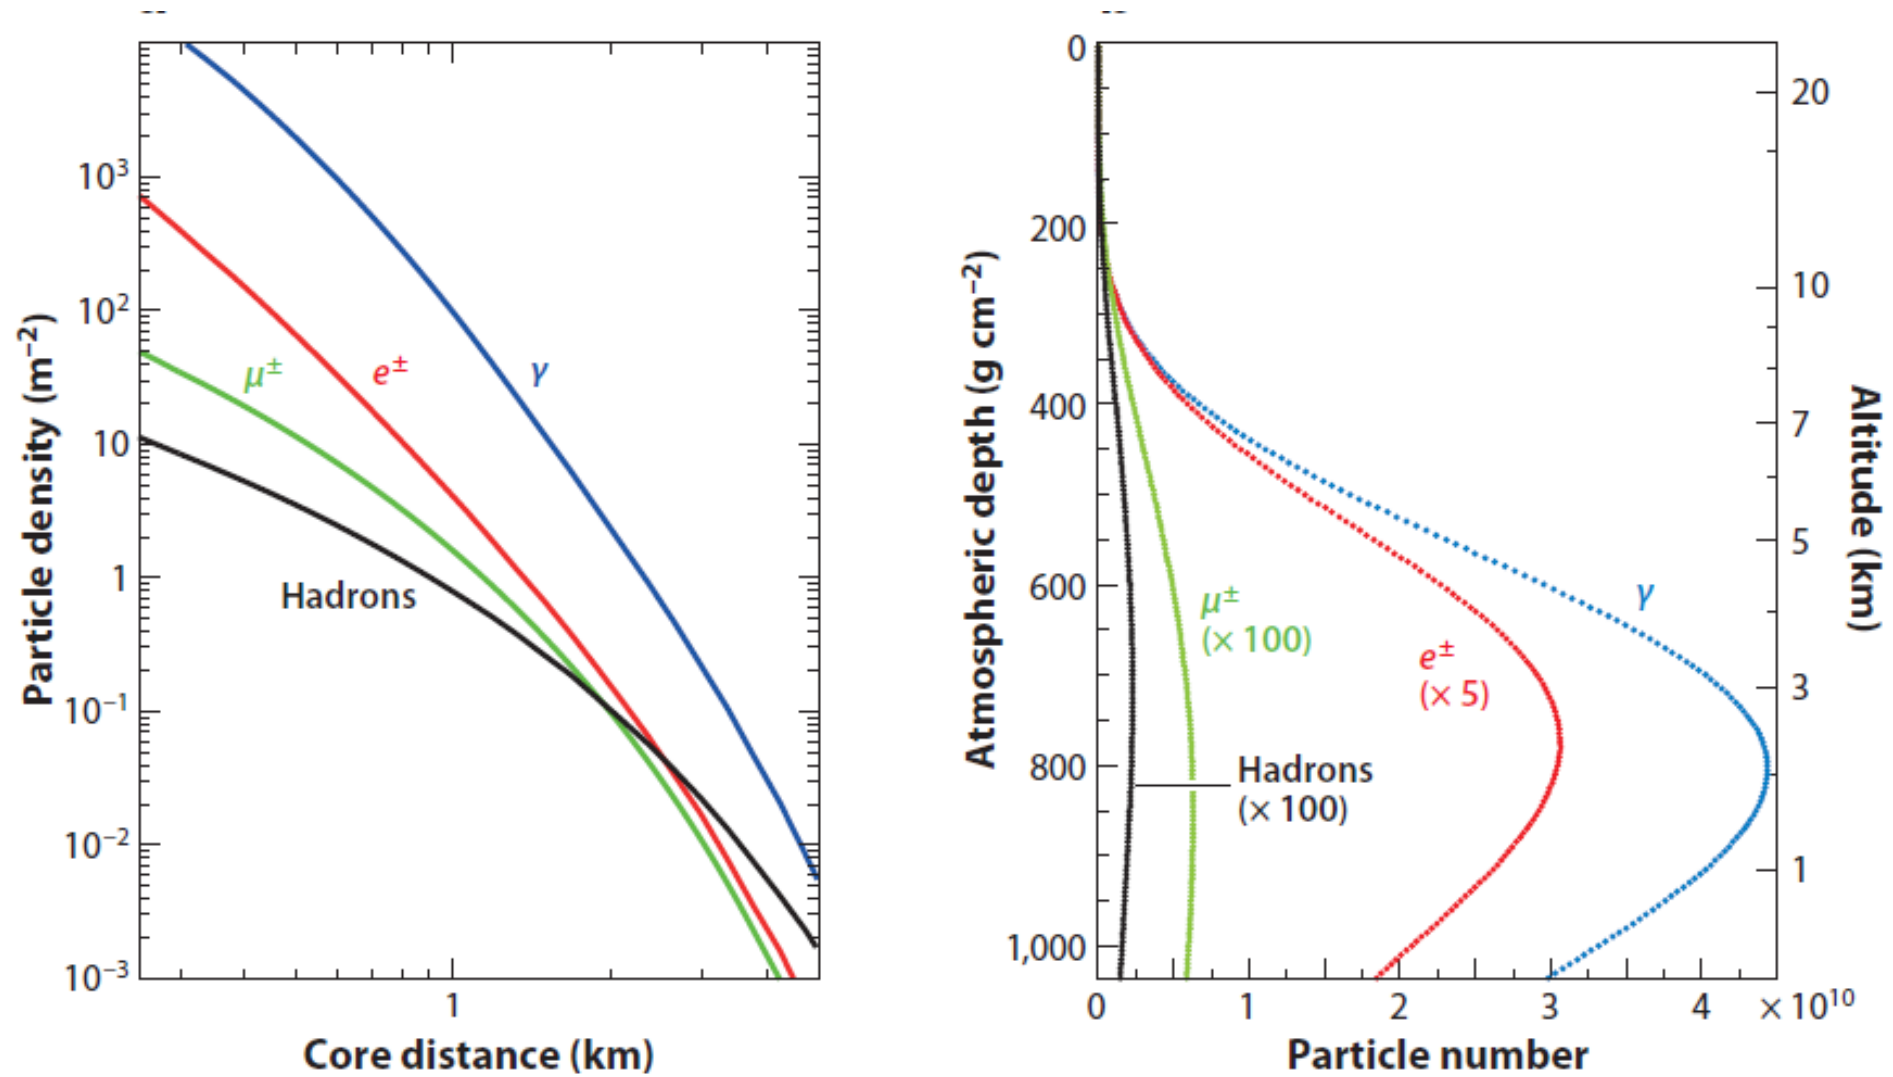 Particle density (m⁻²)
10³
10²
10
1
10⁻¹
10⁻²
10⁻³
μ±
e±
γ
Hadrons
1
Core distance (km)
Atmospheric depth (g cm⁻²)
0
200
400
600
800
1,000
20
10
7
5
3
1
Altitude (km)
μ±
(× 100)
e±
(× 5)
γ
Hadrons
(× 100)
0 1 2 3 4 ×10¹⁰
Particle number